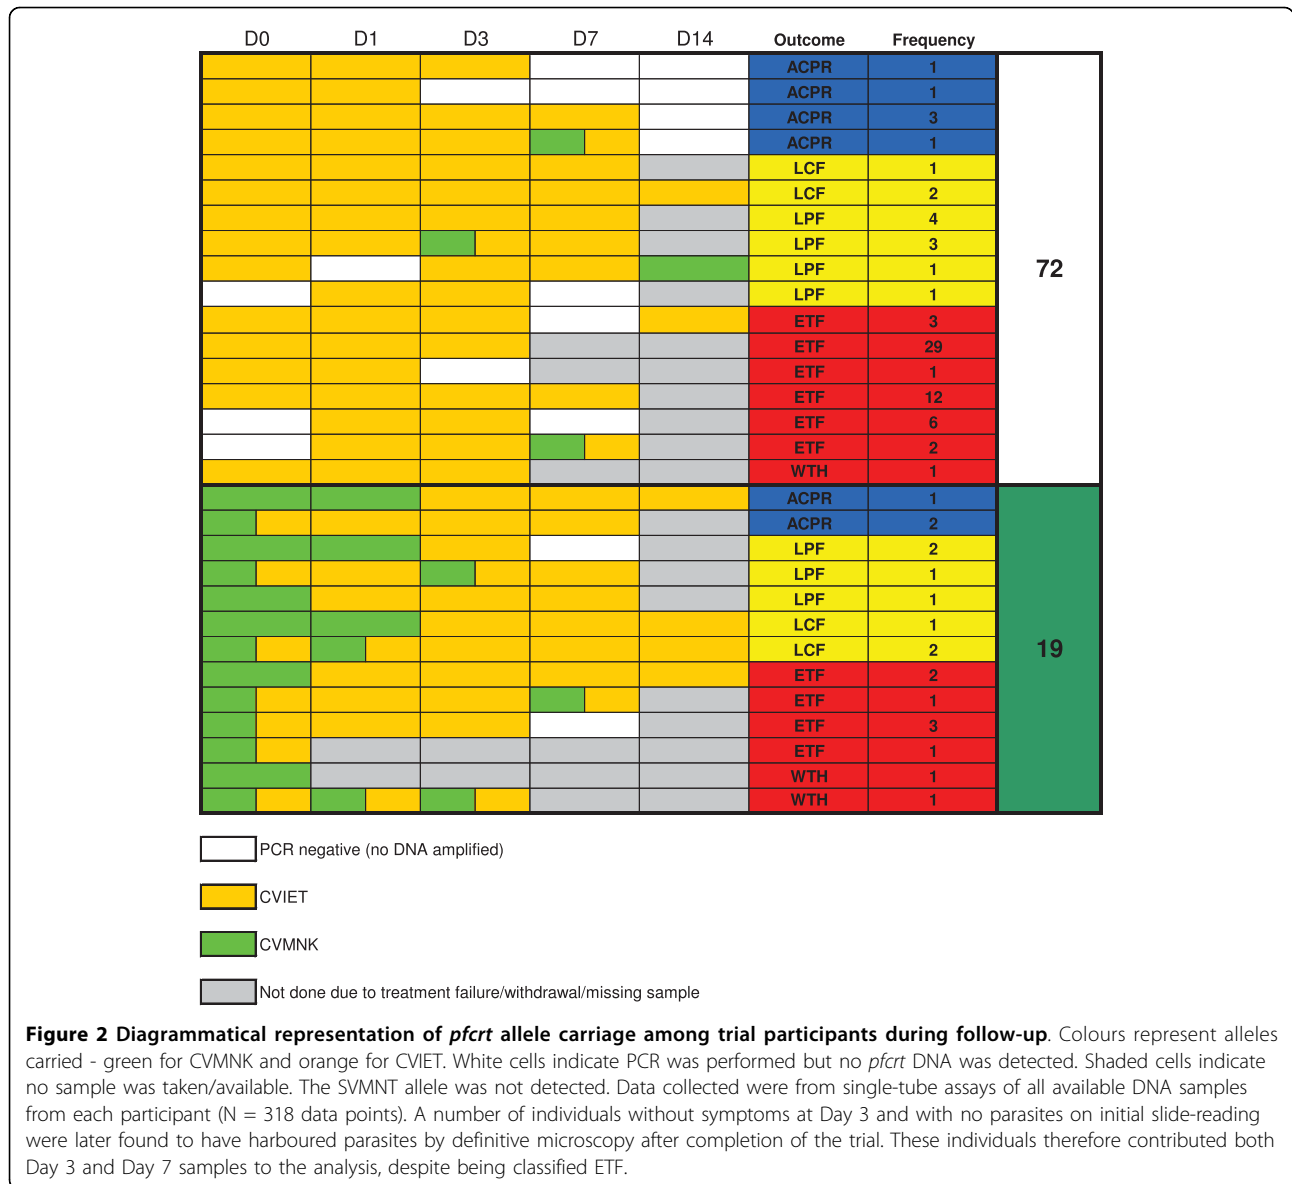 D0 D1 D3 D7 D14 Outcome Frequency
ACPR 1
ACPR 1
ACPR 3
ACPR 1
LCF 1
LCF 2
LPF 4
LPF 3
LPF 1
LPF 1
ETF 3
ETF 29
ETF 1
ETF 12
ETF 6
ETF 2
WTH 1
72
ACPR 1
ACPR 2
LPF 2
LPF 1
LPF 1
LCF 1
LCF 2
ETF 2
ETF 1
ETF 3
ETF 1
WTH 1
WTH 1
19
PCR negative (no DNA amplified)
CVIET
CVMNK
Not done due to treatment failure/withdrawal/missing sample
Figure 2 Diagrammatical representation of pfcrt allele carriage among trial participants during follow-up. Colours represent alleles
carried - green for CVMNK and orange for CVIET. White cells indicate PCR was performed but no pfcrt DNA was detected. Shaded cells indicate
no sample was taken/available. The SVMNT allele was not detected. Data collected were from single-tube assays of all available DNA samples
from each participant (N = 318 data points). A number of individuals without symptoms at Day 3 and with no parasites on initial slide-reading
were later found to have harboured parasites by definitive microscopy after completion of the trial. These individuals therefore contributed both
Day 3 and Day 7 samples to the analysis, despite being classified ETF.